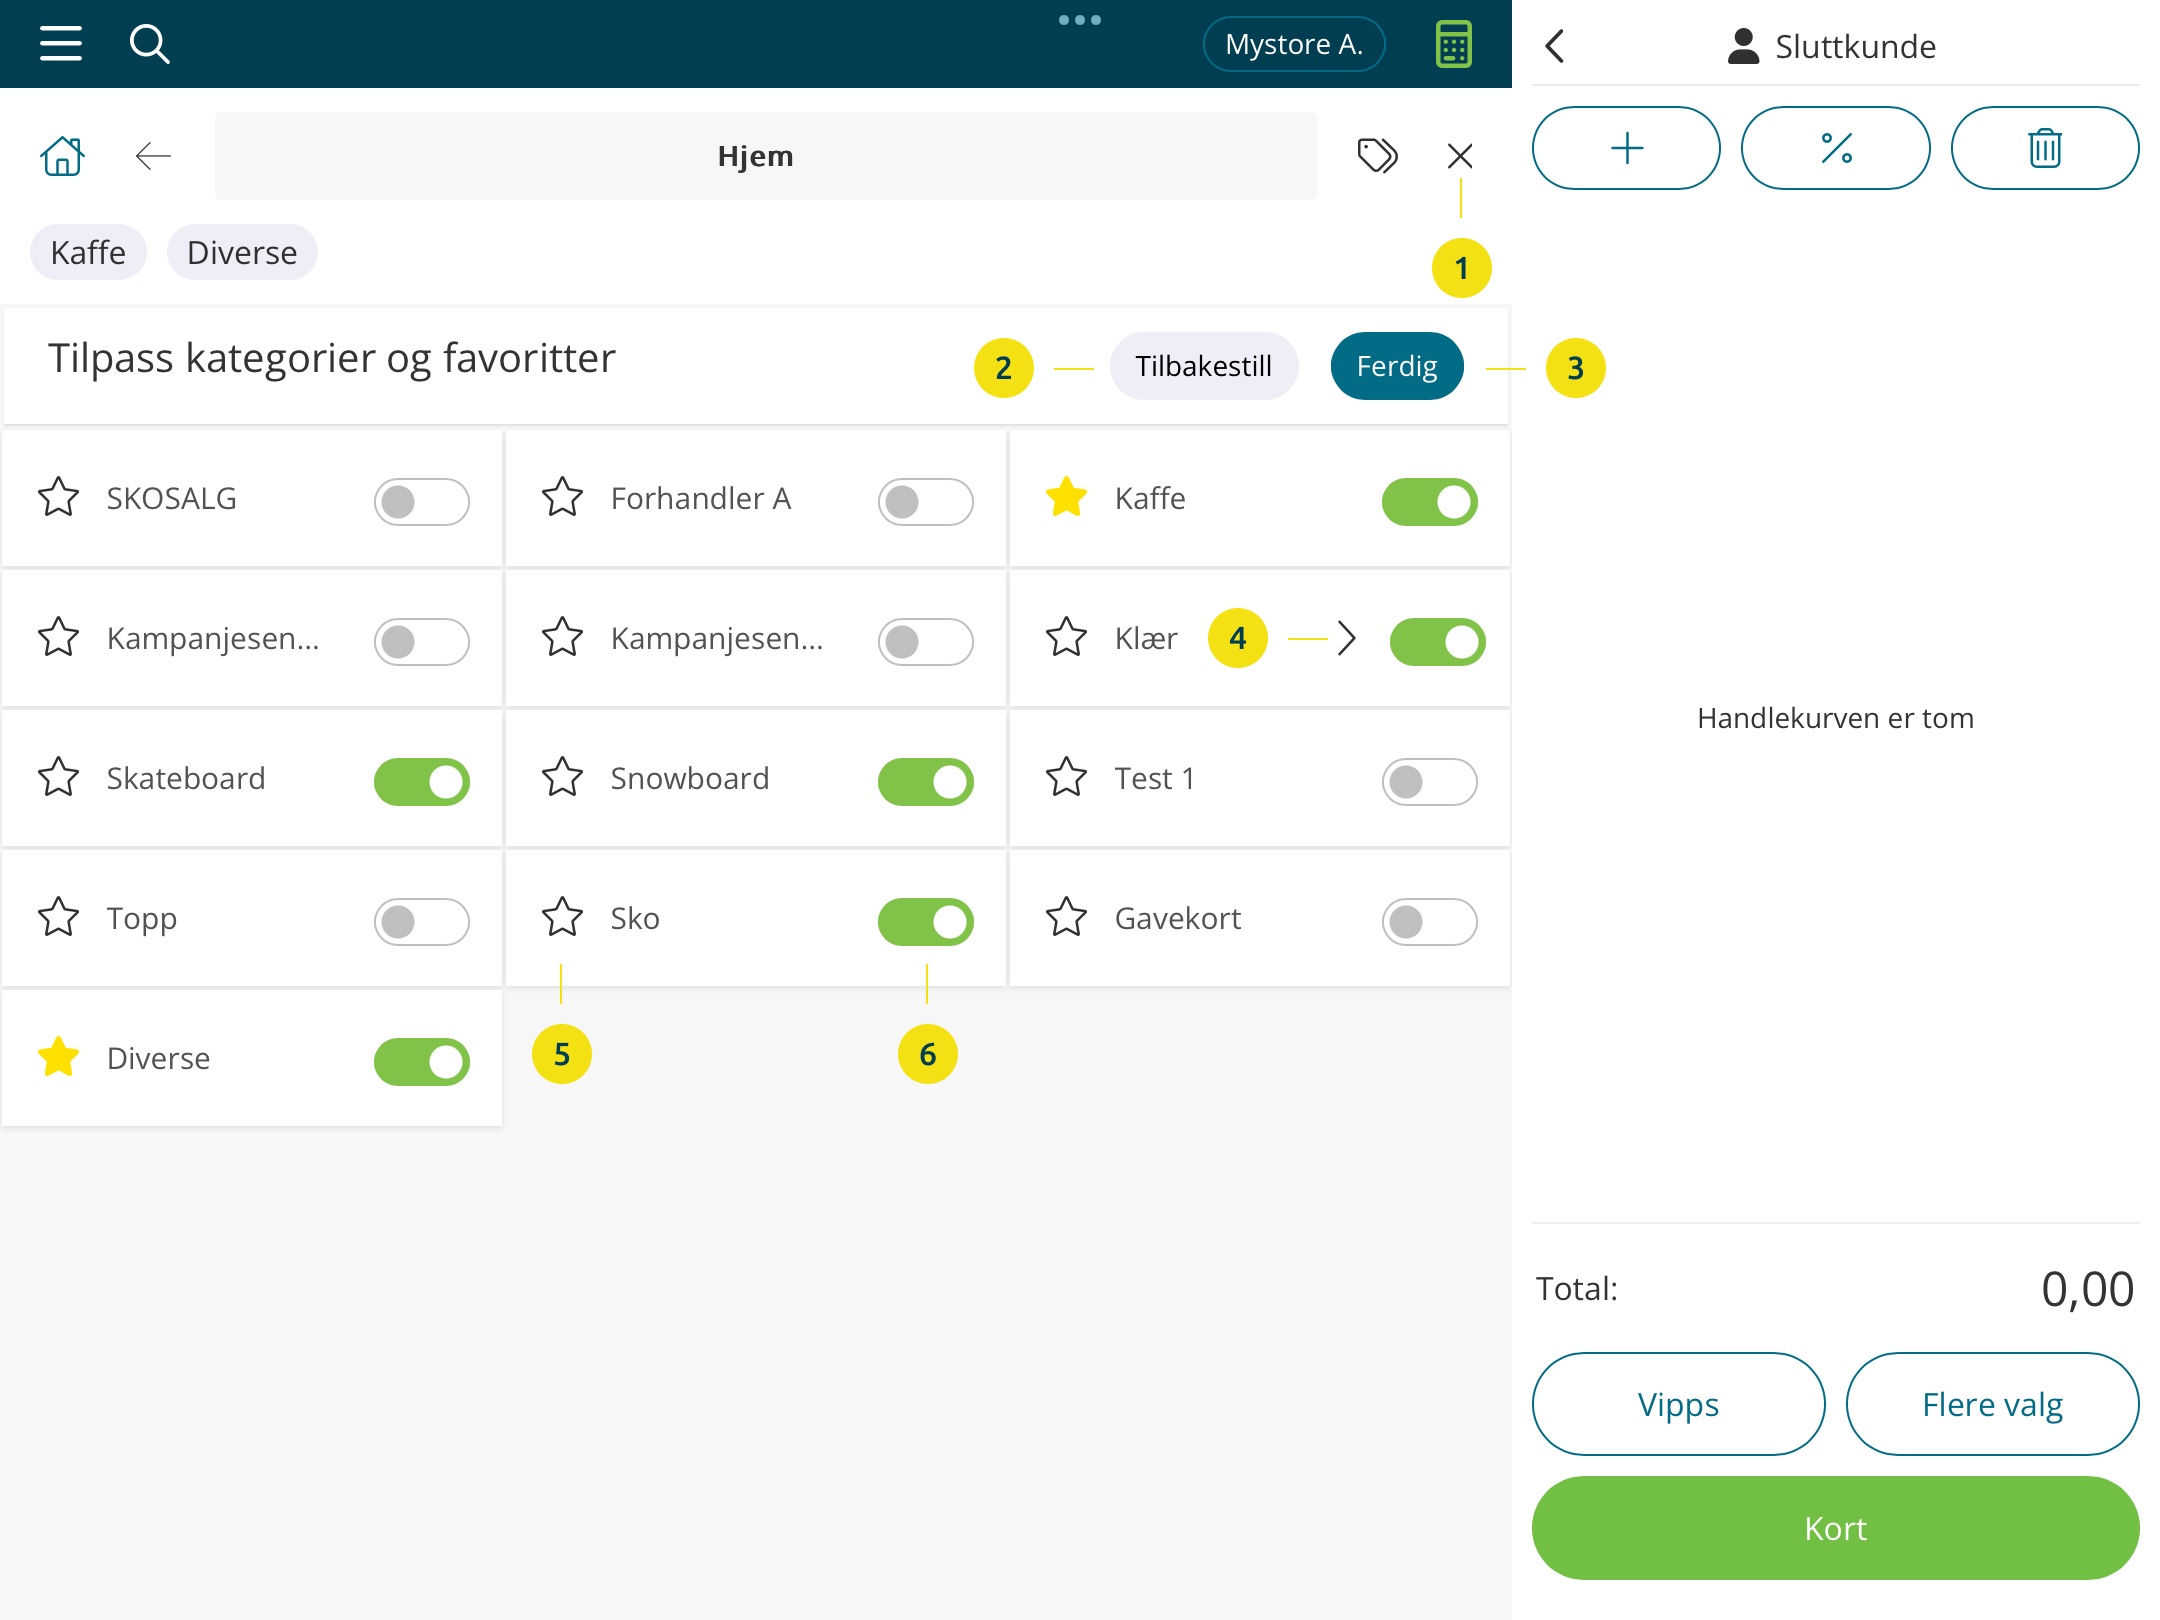 Mystore A.
Sluttkunde
Hjem
Kaffe Diverse
1
Tilpass kategorier og favoritter
2 Tilbakestill Ferdig 3
SKOSALG Forhandler A Kaffe
Kampanjesen... Kampanjesen... Klær 4
Skateboard Snowboard Test 1
Topp Sko Gavekort
Diverse 5 6
Handlekurven er tom
Total: 0,00
Vipps Flere valg
Kort